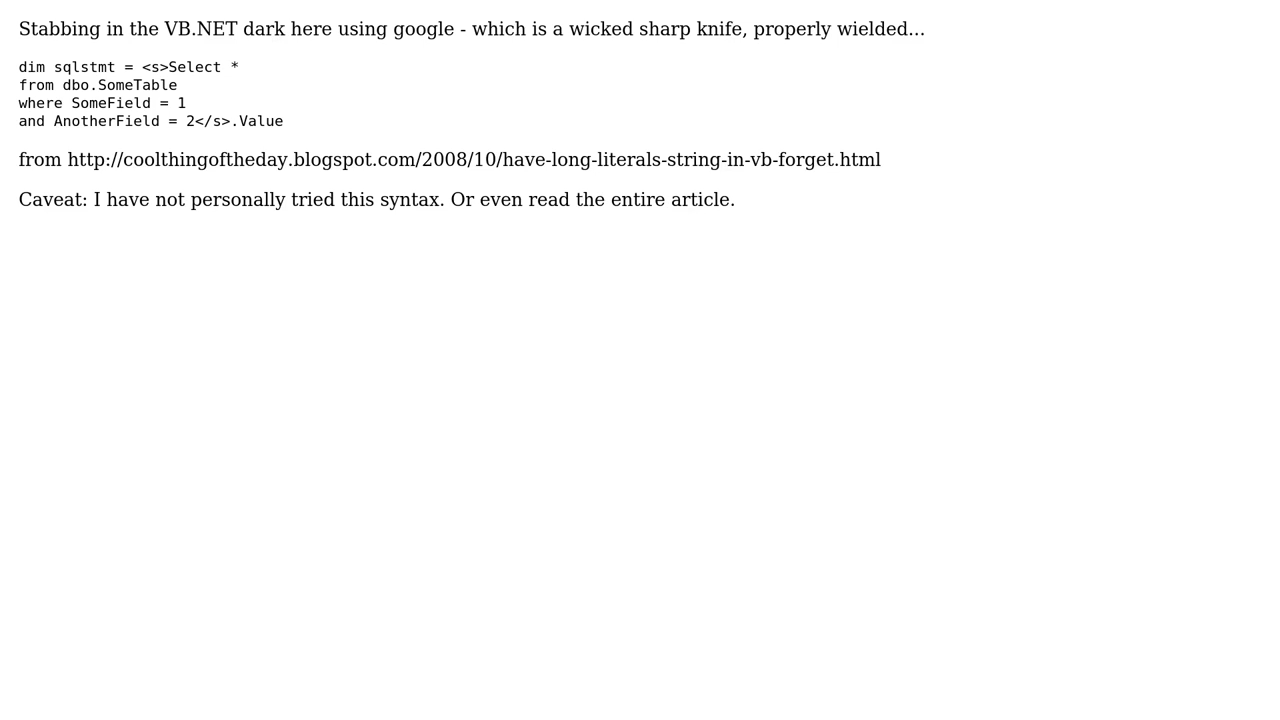 Stabbing in the VB.NET dark here using google - which is a wicked sharp knife, properly wielded...
dim sqlstmt = <s>Select *
from dbo.SomeTable
where SomeField = 1
and AnotherField = 2</s>.Value
from http://coolthingoftheday.blogspot.com/2008/10/have-long-literals-string-in-vb-forget.html
Caveat: I have not personally tried this syntax. Or even read the entire article.